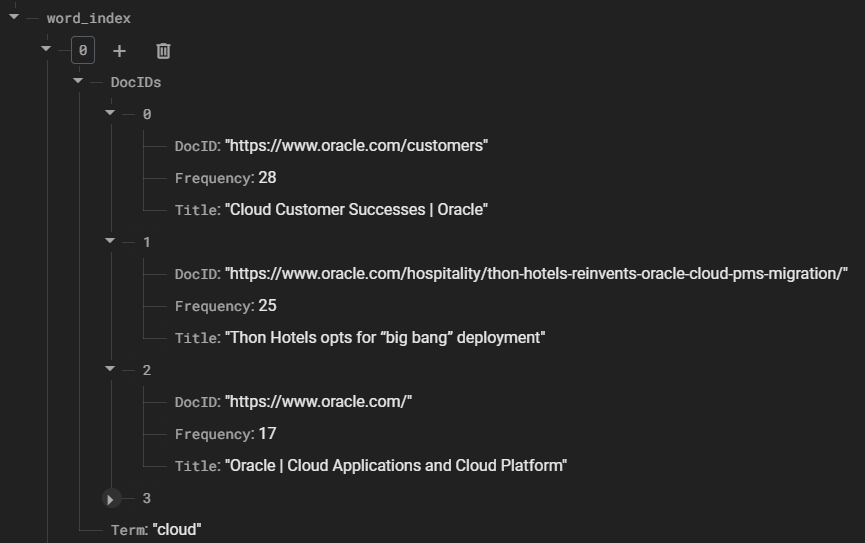 word_index
0 +
DocIDs
0
DocID: "https://www.oracle.com/customers"
Frequency: 28
Title: "Cloud Customer Successes | Oracle"
1
DocID: "https://www.oracle.com/hospitality/thon-hotels-reinvents-oracle-cloud-pms-migration/"
Frequency: 25
Title: "Thon Hotels opts for “big bang” deployment"
2
DocID: "https://www.oracle.com/"
Frequency: 17
Title: "Oracle | Cloud Applications and Cloud Platform"
3
Term: "cloud"